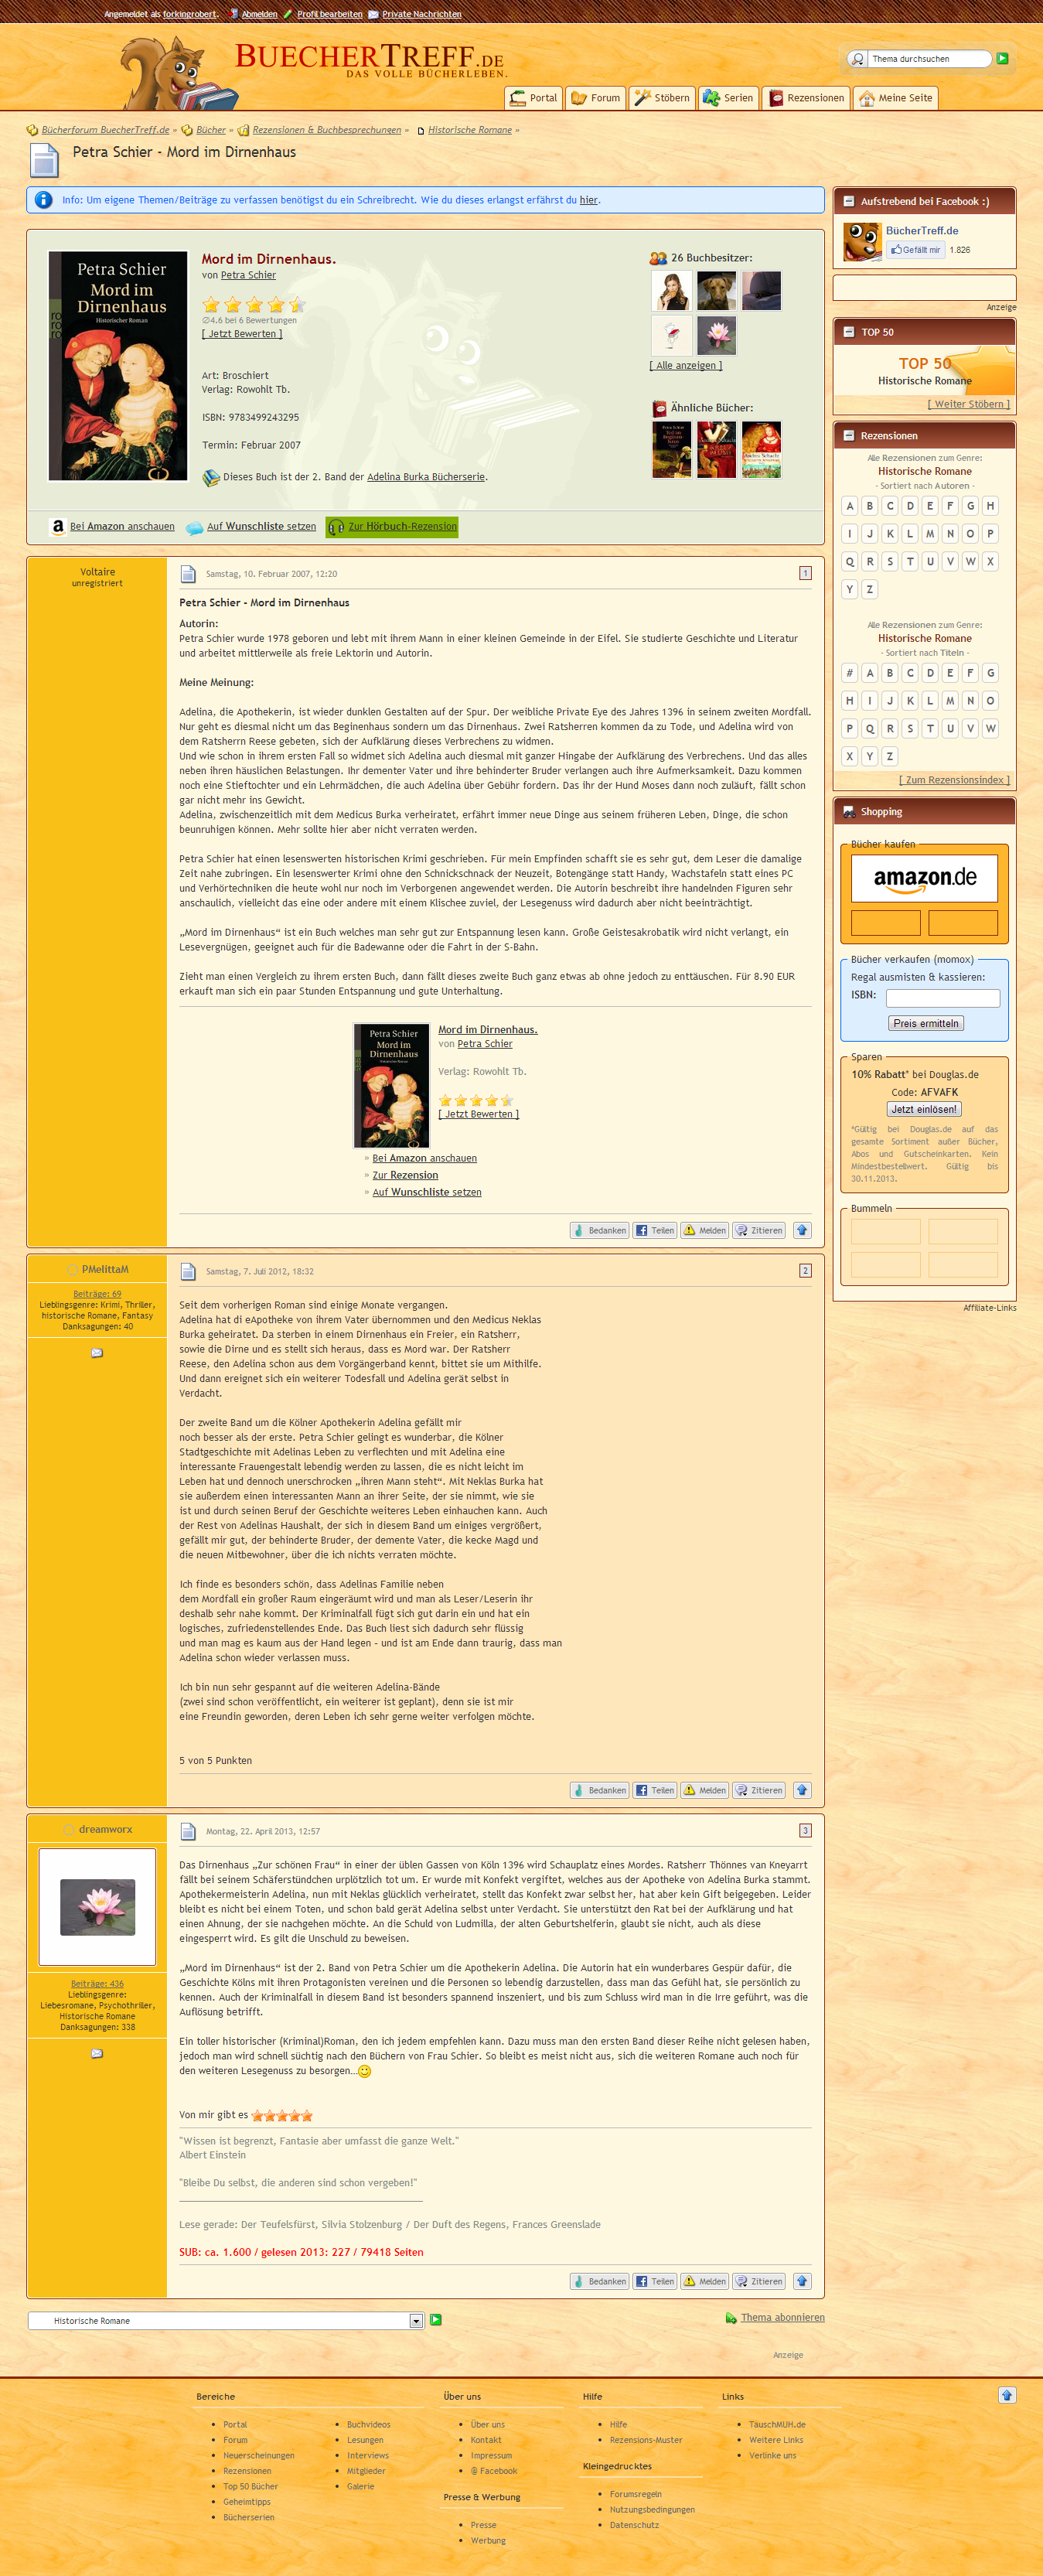 Angemeldet als forkingrobert. Abmelden Profil bearbeiten Private Nachrichten
BUECHERTREFF.DE
DAS VOLLE BÜCHERLEBEN.
Thema durchsuchen
Portal Forum Stöbern Serien Rezensionen Meine Seite
Bücherforum BuecherTreff.de » Bücher » Rezensionen & Buchbesprechungen » Historische Romane »
Petra Schier - Mord im Dirnenhaus
Info: Um eigene Themen/Beiträge zu verfassen benötigst du ein Schreibrecht. Wie du dieses erlangst erfährst du hier.
Petra Schier
Mord im
Dirnenhaus
Historischer Roman
rororo
Mord im Dirnenhaus.
von Petra Schier
Ø4.6 bei 6 Bewertungen
[ Jetzt Bewerten ]
Art: Broschiert
Verlag: Rowohlt Tb.
ISBN: 9783499243295
Termin: Februar 2007
Dieses Buch ist der 2. Band der Adelina Burka Bücherserie.
26 Buchbesitzer:
[ Alle anzeigen ]
Ähnliche Bücher:
Bei Amazon anschauen Auf Wunschliste setzen Zur Hörbuch-Rezension
Voltaire
unregistriert
Samstag, 10. Februar 2007, 12:20
1
Petra Schier - Mord im Dirnenhaus
Autorin:
Petra Schier wurde 1978 geboren und lebt mit ihrem Mann in einer kleinen Gemeinde in der Eifel. Sie studierte Geschichte und Literatur
und arbeitet mittlerweile als freie Lektorin und Autorin.
Meine Meinung:
Adelina, die Apothekerin, ist wieder dunklen Gestalten auf der Spur. Der weibliche Private Eye des Jahres 1396 in seinem zweiten Mordfall.
Nur geht es diesmal nicht um das Beginenhaus sondern um das Dirnenhaus. Zwei Ratsherren kommen da zu Tode, und Adelina wird von
dem Ratsherrn Reese gebeten, sich der Aufklärung dieses Verbrechens zu widmen.
Und wie schon in ihrem ersten Fall so widmet sich Adelina auch diesmal mit ganzer Hingabe der Aufklärung des Verbrechens. Und das alles
neben ihren häuslichen Belastungen. Ihr dementer Vater und ihre behinderter Bruder verlangen auch ihre Aufmerksamkeit. Dazu kommen
noch eine Stieftochter und ein Lehrmädchen, die auch Adelina über Gebühr fordern. Das ihr der Hund Moses dann noch zuläuft, fällt schon
gar nicht mehr ins Gewicht.
Adelina, zwischenzeitlich mit dem Medicus Burka verheiratet, erfährt immer neue Dinge aus seinem früheren Leben, Dinge, die schon
beunruhigen können. Mehr sollte hier aber nicht verraten werden.
Petra Schier hat einen lesenswerten historischen Krimi geschrieben. Für mein Empfinden schafft sie es sehr gut, dem Leser die damalige
Zeit nahe zubringen. Ein lesenswerter Krimi ohne den Schnickschnack der Neuzeit, Botengänge statt Handy, Wachstafeln statt eines PC
und Verhörtechniken die heute wohl nur noch im Verborgenen angewendet werden. Die Autorin beschreibt ihre handelnden Figuren sehr
anschaulich, vielleicht das eine oder andere mit einem Klischee zuviel, der Lesegenuss wird dadurch aber nicht beeinträchtigt.
„Mord im Dirnenhaus“ ist ein Buch welches man sehr gut zur Entspannung lesen kann. Große Geistesakrobatik wird nicht verlangt, ein
Lesevergnügen, geeignet auch für die Badewanne oder die Fahrt in der S-Bahn.
Zieht man einen Vergleich zu ihrem ersten Buch, dann fällt dieses zweite Buch ganz etwas ab ohne jedoch zu enttäuschen. Für 8.90 EUR
erkauft man sich ein paar Stunden Entspannung und gute Unterhaltung.
Petra Schier
Mord im
Dirnenhaus
Mord im Dirnenhaus.
von Petra Schier
Verlag: Rowohlt Tb.
[ Jetzt Bewerten ]
» Bei Amazon anschauen
» Zur Rezension
» Auf Wunschliste setzen
Bedanken Teilen Melden Zitieren
PMelittaM
Beiträge: 69
Lieblingsgenre: Krimi, Thriller,
historische Romane, Fantasy
Danksagungen: 40
Samstag, 7. Juli 2012, 18:32
2
Seit dem vorherigen Roman sind einige Monate vergangen.
Adelina hat di eApotheke von ihrem Vater übernommen und den Medicus Neklas
Burka geheiratet. Da sterben in einem Dirnenhaus ein Freier, ein Ratsherr,
sowie die Dirne und es stellt sich heraus, dass es Mord war. Der Ratsherr
Reese, den Adelina schon aus dem Vorgängerband kennt, bittet sie um Mithilfe.
Und dann ereignet sich ein weiterer Todesfall und Adelina gerät selbst in
Verdacht.
Der zweite Band um die Kölner Apothekerin Adelina gefällt mir
noch besser als der erste. Petra Schier gelingt es wunderbar, die Kölner
Stadtgeschichte mit Adelinas Leben zu verflechten und mit Adelina eine
interessante Frauengestalt lebendig werden zu lassen, die es nicht leicht im
Leben hat und dennoch unerschrocken „ihren Mann steht“. Mit Neklas Burka hat
sie außerdem einen interessanten Mann an ihrer Seite, der sie nimmt, wie sie
ist und durch seinen Beruf der Geschichte weiteres Leben einhauchen kann. Auch
der Rest von Adelinas Haushalt, der sich in diesem Band um einiges vergrößert,
gefällt mir gut, der behinderte Bruder, der demente Vater, die kecke Magd und
die neuen Mitbewohner, über die ich nichts verraten möchte.
Ich finde es besonders schön, dass Adelinas Familie neben
dem Mordfall ein großer Raum eingeräumt wird und man als Leser/Leserin ihr
deshalb sehr nahe kommt. Der Kriminalfall fügt sich gut darin ein und hat ein
logisches, zufriedenstellendes Ende. Das Buch liest sich dadurch sehr flüssig
und man mag es kaum aus der Hand legen - und ist am Ende dann traurig, dass man
Adelina schon wieder verlassen muss.
Ich bin nun sehr gespannt auf die weiteren Adelina-Bände
(zwei sind schon veröffentlicht, ein weiterer ist geplant), denn sie ist mir
eine Freundin geworden, deren Leben ich sehr gerne weiter verfolgen möchte.
5 von 5 Punkten
Bedanken Teilen Melden Zitieren
dreamworx
Beiträge: 436
Lieblingsgenre:
Liebesromane, Psychothriller,
Historische Romane
Danksagungen: 338
Montag, 22. April 2013, 12:57
3
Das Dirnenhaus „Zur schönen Frau“ in einer der üblen Gassen von Köln 1396 wird Schauplatz eines Mordes. Ratsherr Thönnes van Kneyarrt
fällt bei seinem Schäferstündchen urplötzlich tot um. Er wurde mit Konfekt vergiftet, welches aus der Apotheke von Adelina Burka stammt.
Apothekermeisterin Adelina, nun mit Neklas glücklich verheiratet, stellt das Konfekt zwar selbst her, hat aber kein Gift beigegeben. Leider
bleibt es nicht bei einem Toten, und schon bald gerät Adelina selbst unter Verdacht. Sie unterstützt den Rat bei der Aufklärung und hat
einen Ahnung, der sie nachgehen möchte. An die Schuld von Ludmilla, der alten Geburtshelferin, glaubt sie nicht, auch als diese
eingesperrt wird. Es gilt die Unschuld zu beweisen.
„Mord im Dirnenhaus“ ist der 2. Band von Petra Schier um die Apothekerin Adelina. Die Autorin hat ein wunderbares Gespür dafür, die
Geschichte Kölns mit ihren Protagonisten vereinen und die Personen so lebendig darzustellen, dass man das Gefühl hat, sie persönlich zu
kennen. Auch der Kriminalfall in diesem Band ist besonders spannend inszeniert, und bis zum Schluss wird man in die Irre geführt, was die
Auflösung betrifft.
Ein toller historischer (Kriminal)Roman, den ich jedem empfehlen kann. Dazu muss man den ersten Band dieser Reihe nicht gelesen haben,
jedoch man wird schnell süchtig nach den Büchern von Frau Schier. So bleibt es meist nicht aus, sich die weiteren Romane auch noch für
den weiteren Lesegenuss zu besorgen...
Von mir gibt es
"Wissen ist begrenzt, Fantasie aber umfasst die ganze Welt."
Albert Einstein
"Bleibe Du selbst, die anderen sind schon vergeben!"
Lese gerade: Der Teufelsfürst, Silvia Stolzenburg / Der Duft des Regens, Frances Greenslade
SUB: ca. 1.600 / gelesen 2013: 227 / 79418 Seiten
Bedanken Teilen Melden Zitieren
Historische Romane
Thema abonnieren
Anzeige
Aufstrebend bei Facebook :)
BücherTreff.de
Gefällt mir 1.826
Anzeige
TOP 50
TOP 50
Historische Romane
[ Weiter Stöbern ]
Rezensionen
Alle Rezensionen zum Genre:
Historische Romane
- Sortiert nach Autoren -
A B C D E F G H
I J K L M N O P
Q R S T U V W X
Y Z
Alle Rezensionen zum Genre:
Historische Romane
- Sortiert nach Titeln -
# A B C D E F G
H I J K L M N O
P Q R S T U V W
X Y Z
[ Zum Rezensionsindex ]
Shopping
Bücher kaufen
amazon.de
Bücher verkaufen (momox)
Regal ausmisten & kassieren:
ISBN:
Preis ermitteln
Sparen
10% Rabatt* bei Douglas.de
Code: AFVAFK
Jetzt einlösen!
*Gültig bei Douglas.de auf das
gesamte Sortiment außer Bücher,
Abos und Gutscheinkarten. Kein
Mindestbestellwert. Gültig bis
30.11.2013.
Bummeln
Affiliate-Links
Bereiche
Portal
Forum
Neuerscheinungen
Rezensionen
Top 50 Bücher
Geheimtipps
Bücherserien
Buchvideos
Lesungen
Interviews
Mitglieder
Galerie
Über uns
Über uns
Kontakt
Impressum
@ Facebook
Presse & Werbung
Presse
Werbung
Hilfe
Hilfe
Rezensions-Muster
Kleingedrucktes
Forumsregeln
Nutzungsbedingungen
Datenschutz
Links
TauschMUH.de
Weitere Links
Verlinke uns